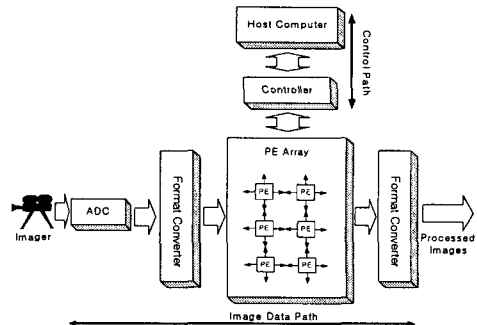 Host Computer
Control Path
Controller
PE Array
PE PE
PE PE
PE PE
Imager
ADC
Format Converter
Format Converter
Processed
Images
Image Data Path